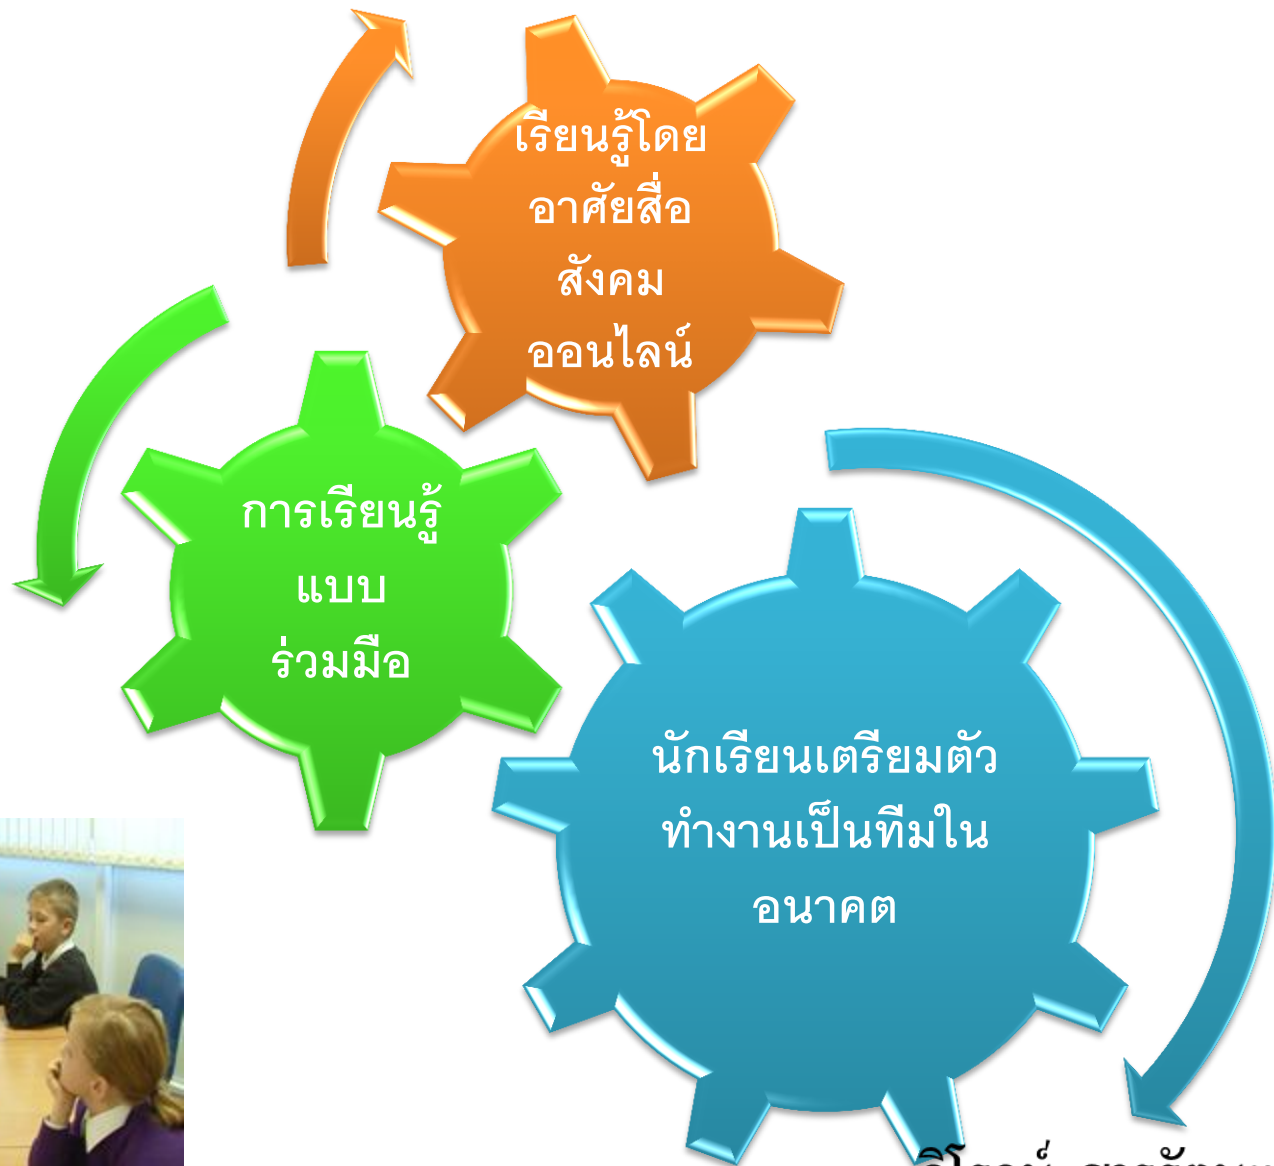 เรียนรู้โดย
อาศัยสื่อ
สังคม
ออนไลน์
การเรียนรู้
แบบ
ร่วมมือ
นักเรียนเตรียมตัว
ทำงานเป็นทีมใน
อนาคต